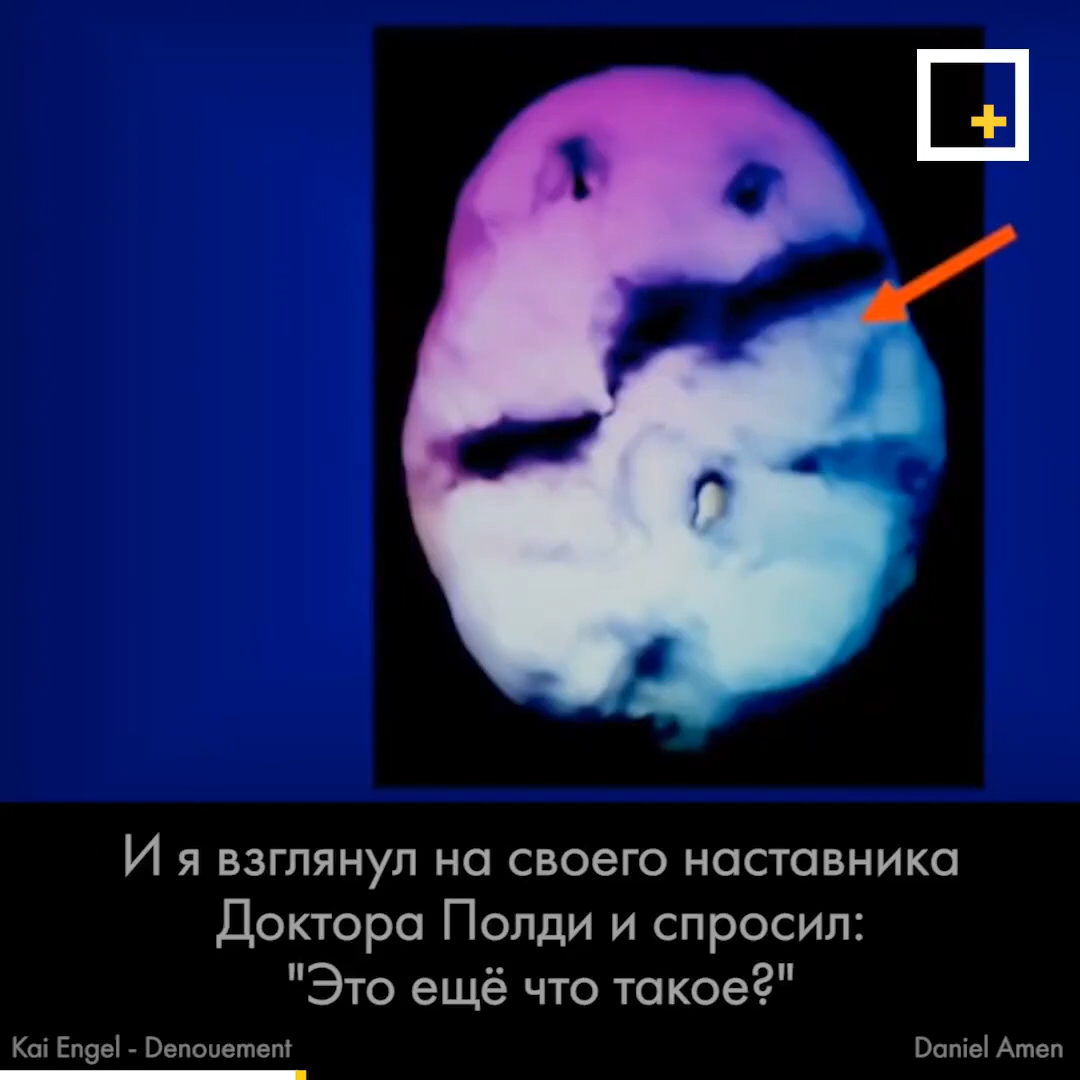 И я взглянул на своего наставника
Доктора Полди и спросил:
"Это ещё что такое?"
Kai Engel - Denouement
Daniel Amen